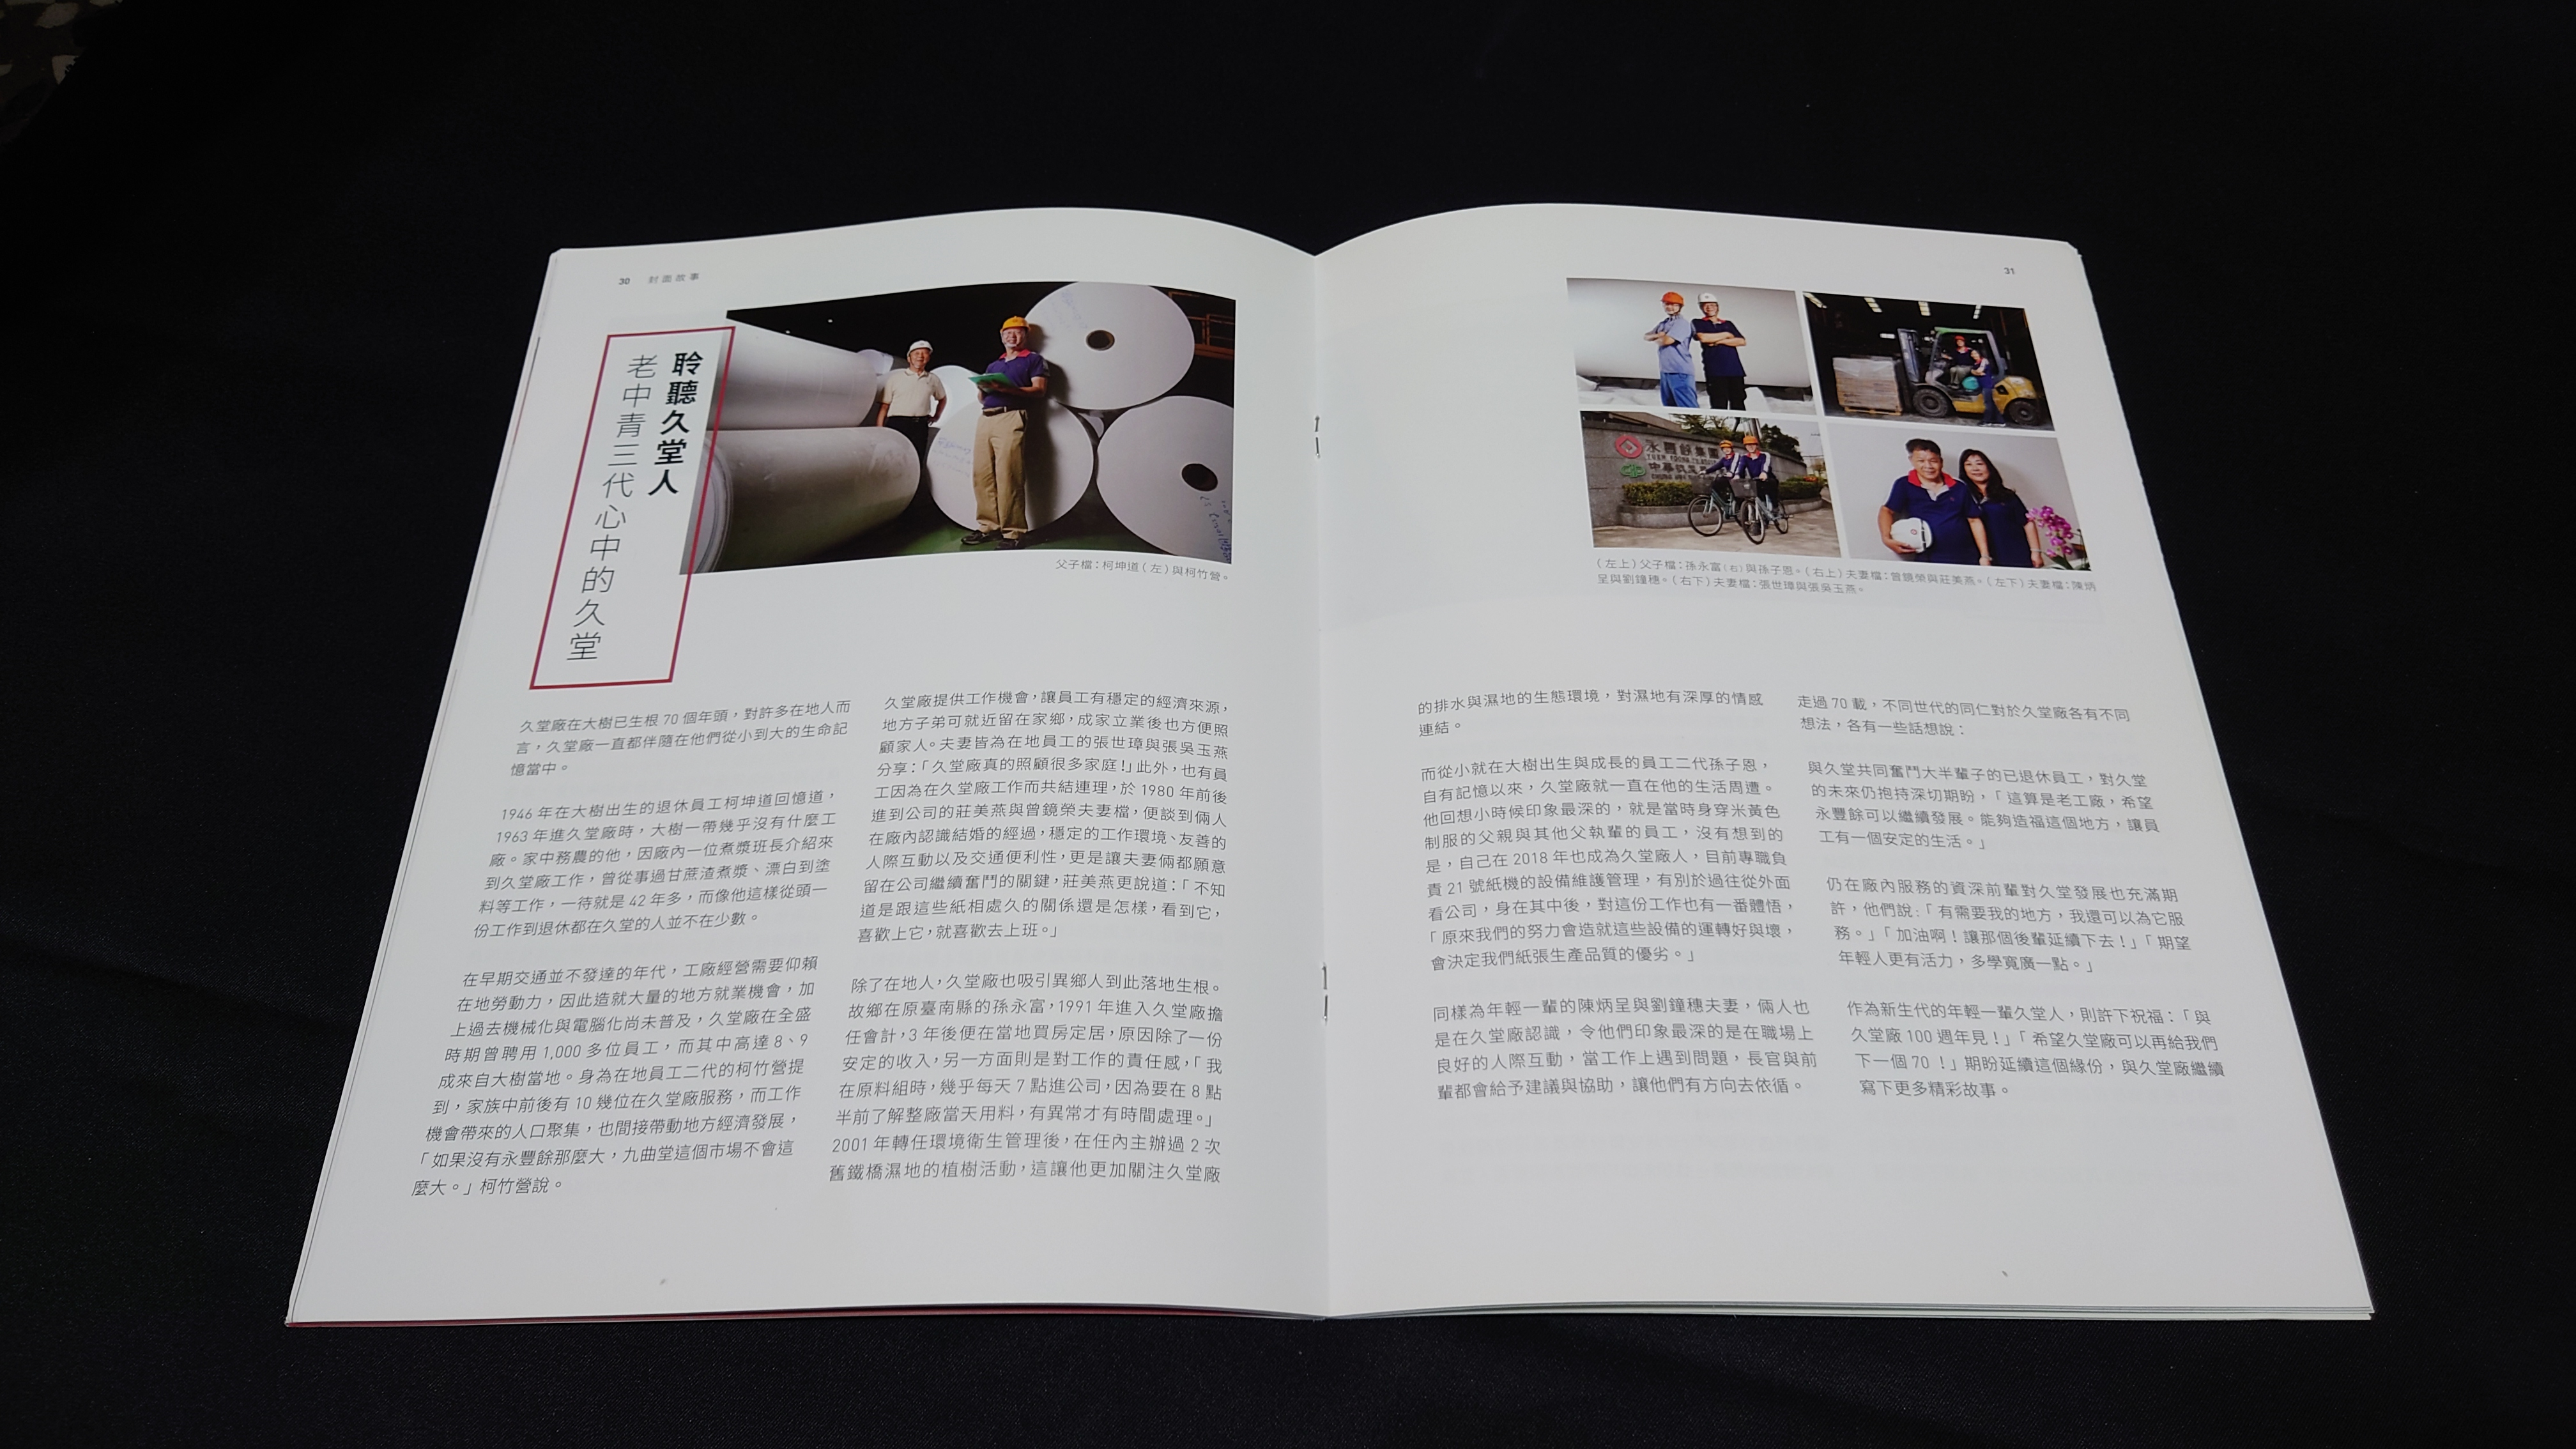 30 封面故事
聆聽久堂人
老中青三代心中的久堂
父子檔：柯坤道（左）與柯竹營。
久堂廠在大樹已生根 70 個年頭，對許多在地人而
言，久堂廠一直都伴隨在他們從小到大的生命記
憶當中。
1946 年在大樹出生的退休員工柯坤道回憶道，
1963 年進久堂廠時，大樹一帶幾乎沒有什麼工
廠。家中務農的他，因廠內一位煮漿班長介紹來
到久堂廠工作，曾從事過甘蔗渣煮漿、漂白到塗
料等工作，一待就是 42 年多，而像他這樣從頭一
份工作到退休都在久堂的人並不在少數。
在早期交通並不發達的年代，工廠經營需要仰賴
在地勞動力，因此造就大量的地方就業機會，加
上過去機械化與電腦化尚未普及，久堂廠在全盛
時期曾聘用 1,000 多位員工，而其中高達 8、9
成來自大樹當地。身為在地員工二代的柯竹營提
到，家族中前後有 10 幾位在久堂廠服務，而工作
機會帶來的人口聚集，也間接帶動地方經濟發展，
「如果沒有永豐餘那麼大，九曲堂這個市場不會這
麼大。」柯竹營說。
久堂廠提供工作機會，讓員工有穩定的經濟來源，
地方子弟可就近留在家鄉，成家立業後也方便照
顧家人。夫妻皆為在地員工的張世璋與張吳玉燕
分享：「久堂廠真的照顧很多家庭！」此外，也有員
工因為在久堂廠工作而共結連理，於 1980 年前後
進到公司的莊美燕與曾鏡榮夫妻檔，便談到倆人
在廠內認識結婚的經過，穩定的工作環境、友善的
人際互動以及交通便利性，更是讓夫妻倆都願意
留在公司繼續奮鬥的關鍵，莊美燕更說道：「不知
道是跟這些紙相處久的關係還是怎樣，看到它，
喜歡上它，就喜歡去上班。」
除了在地人，久堂廠也吸引異鄉人到此落地生根。
故鄉在原臺南縣的孫永富，1991 年進入久堂廠擔
任會計，3 年後便在當地買房定居，原因除了一份
安定的收入，另一方面則是對工作的責任感，「我
在原料組時，幾乎每天 7 點進公司，因為要在 8 點
半前了解整廠當天用料，有異常才有時間處理。」
2001 年轉任環境衛生管理後，在任內主辦過 2 次
舊鐵橋濕地的植樹活動，這讓他更加關注久堂廠
31
永豐餘集團
（左上）父子檔：孫永富（右）與孫子恩。（右上）夫妻檔：曾鏡榮與莊美燕。（左下）夫妻檔：陳炳
呈與劉鐘穗。（右下）夫妻檔：張世璋與張吳玉燕。
的排水與濕地的生態環境，對濕地有深厚的情感
連結。
而從小就在大樹出生與成長的員工二代孫子恩，
自有記憶以來，久堂廠就一直在他的生活周遭。
他回想小時候印象最深的，就是當時身穿米黃色
制服的父親與其他父執輩的員工，沒有想到的
是，自己在 2018 年也成為久堂廠人，目前專職負
責 21 號紙機的設備維護管理，有別於過往從外面
看公司，身在其中後，對這份工作也有一番體悟，
「原來我們的努力會造就這些設備的運轉好與壞，
會決定我們紙張生產品質的優劣。」
同樣為年輕一輩的陳炳呈與劉鐘穗夫妻，倆人也
是在久堂廠認識，令他們印象最深的是在職場上
良好的人際互動，當工作上遇到問題，長官與前
輩都會給予建議與協助，讓他們有方向去依循。
走過 70 載，不同世代的同仁對於久堂廠各有不同
想法，各有一些話想說：
與久堂共同奮鬥大半輩子的已退休員工，對久堂
的未來仍抱持深切期盼，「這算是老工廠，希望
永豐餘可以繼續發展。能夠造福這個地方，讓員
工有一個安定的生活。」
仍在廠內服務的資深前輩對久堂發展也充滿期
許，他們說：「有需要我的地方，我還可以為它服
務。」「加油啊！讓那個後輩延續下去！」「期望
年輕人更有活力，多學寬廣一點。」
作為新生代的年輕一輩久堂人，則許下祝福：「與
久堂廠 100 週年見！」「希望久堂廠可以再給我們
下一個 70 ！」期盼延續這個緣份，與久堂廠繼續
寫下更多精彩故事。